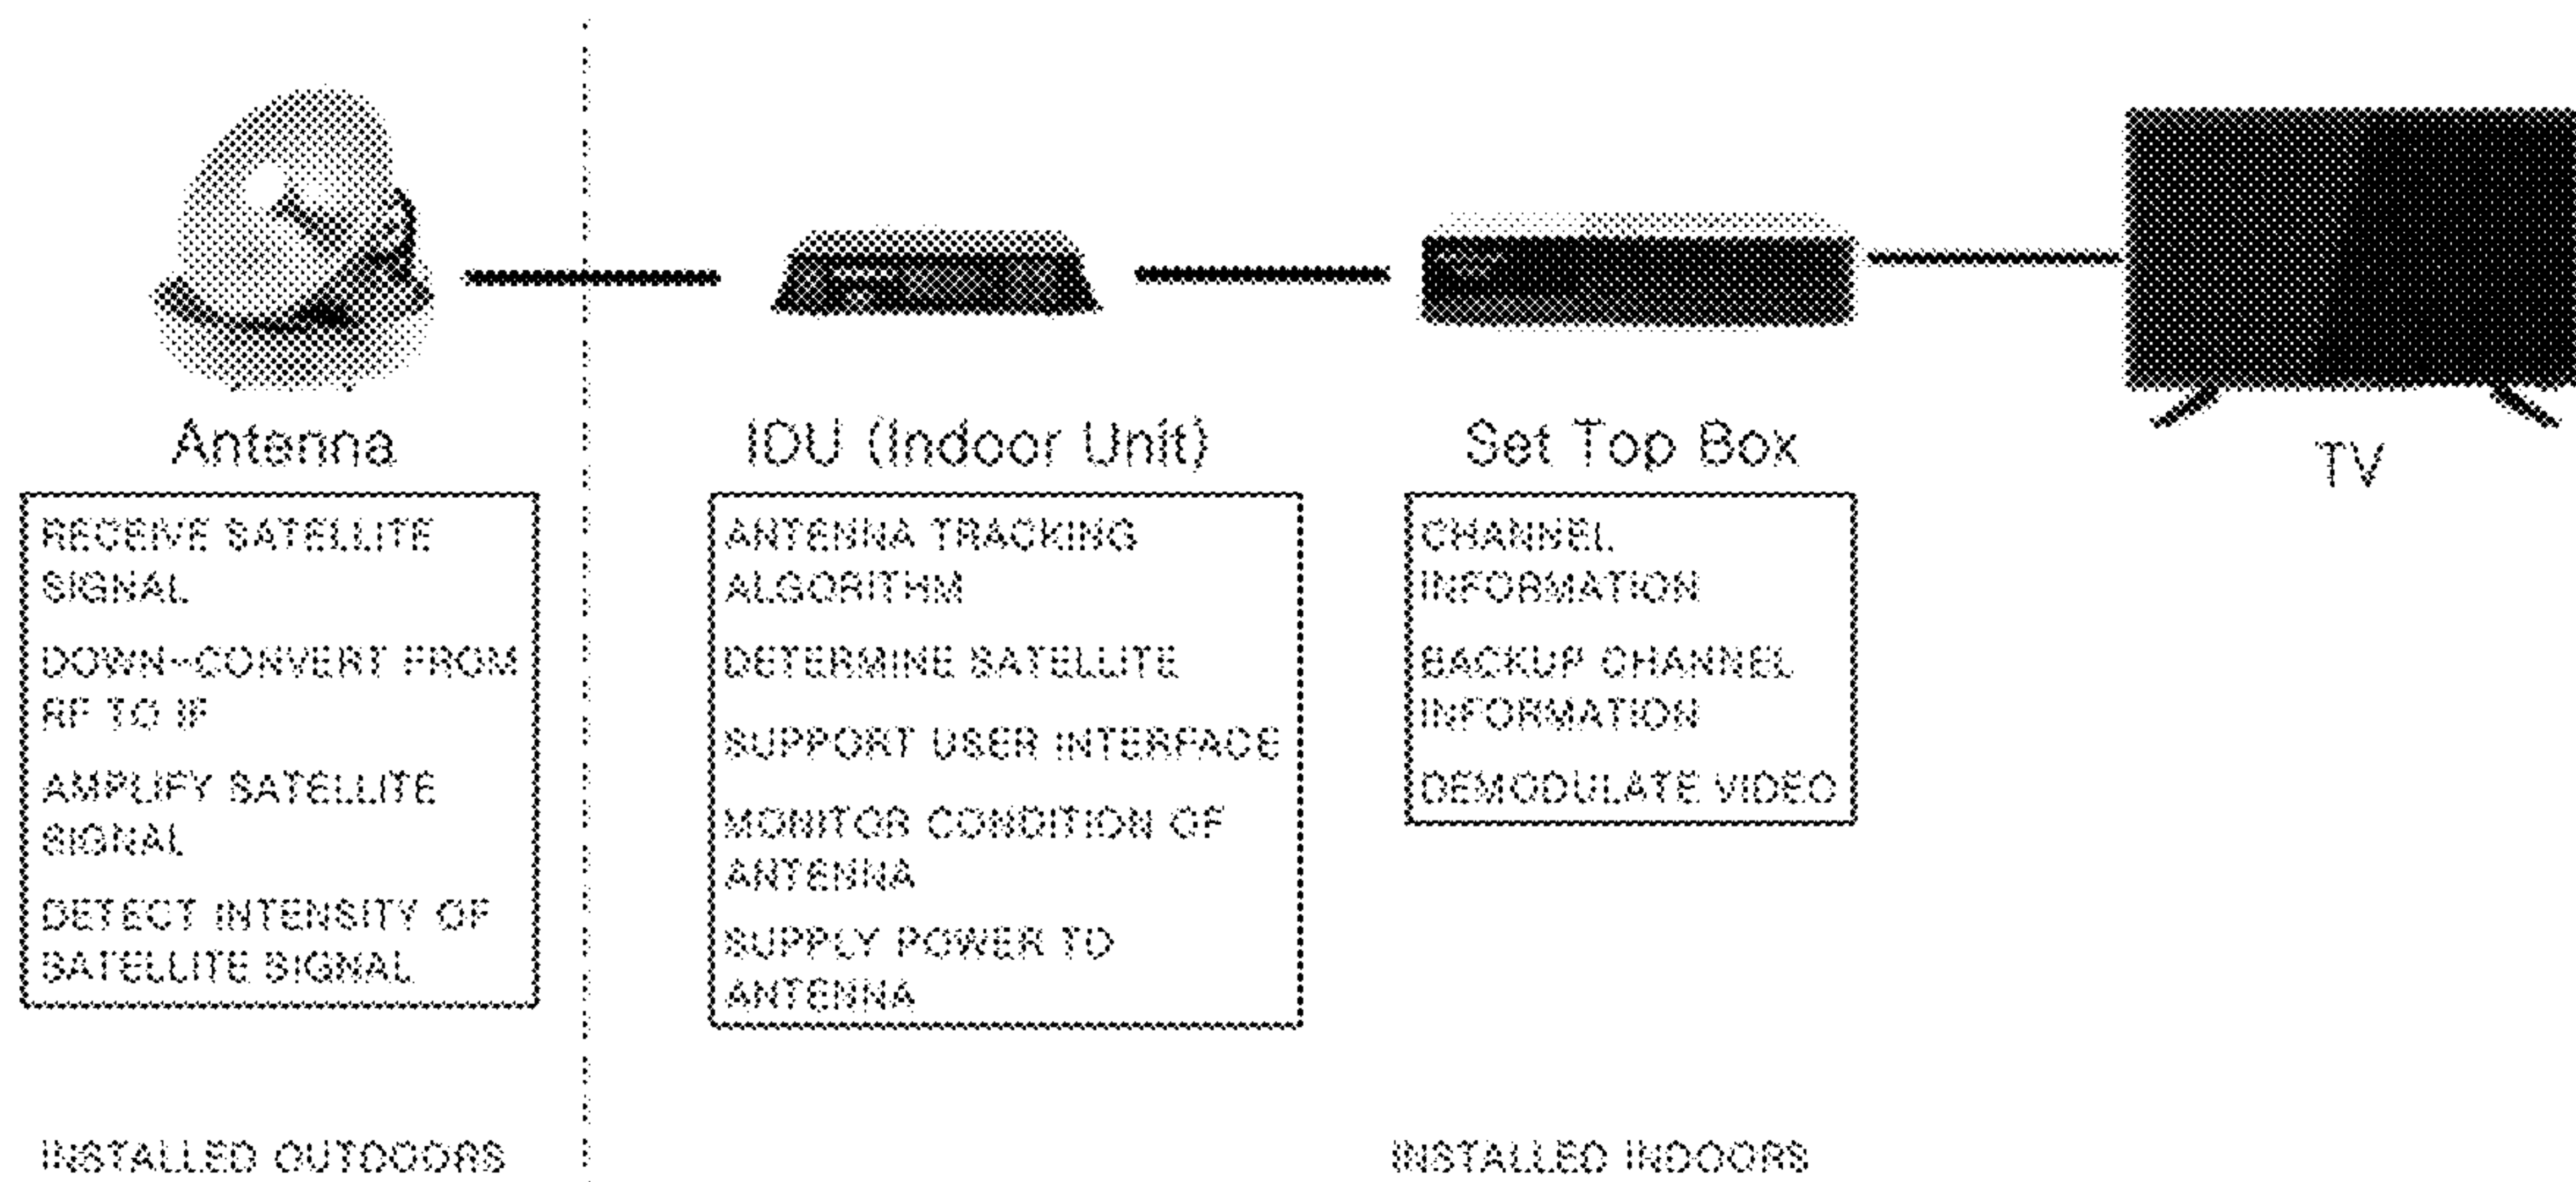 Antenna
RECEIVE SATELLITE
SIGNAL
DOWN-CONVERT FROM
RF TO IF
AMPLIFY SATELLITE
SIGNAL
DETECT INTENSITY OF
SATELLITE SIGNAL
INSTALLED OUTDOORS
IDU (Indoor Unit)
ANTENNA TRACKING
ALGORITHM
DETERMINE SATELLITE
SUPPORT USER INTERFACE
MONITOR CONDITION OF
ANTENNA
SUPPLY POWER TO
ANTENNA
Set Top Box
CHANNEL
INFORMATION
BACKUP CHANNEL
INFORMATION
DEMODULATE VIDEO
TV
INSTALLED INDOORS